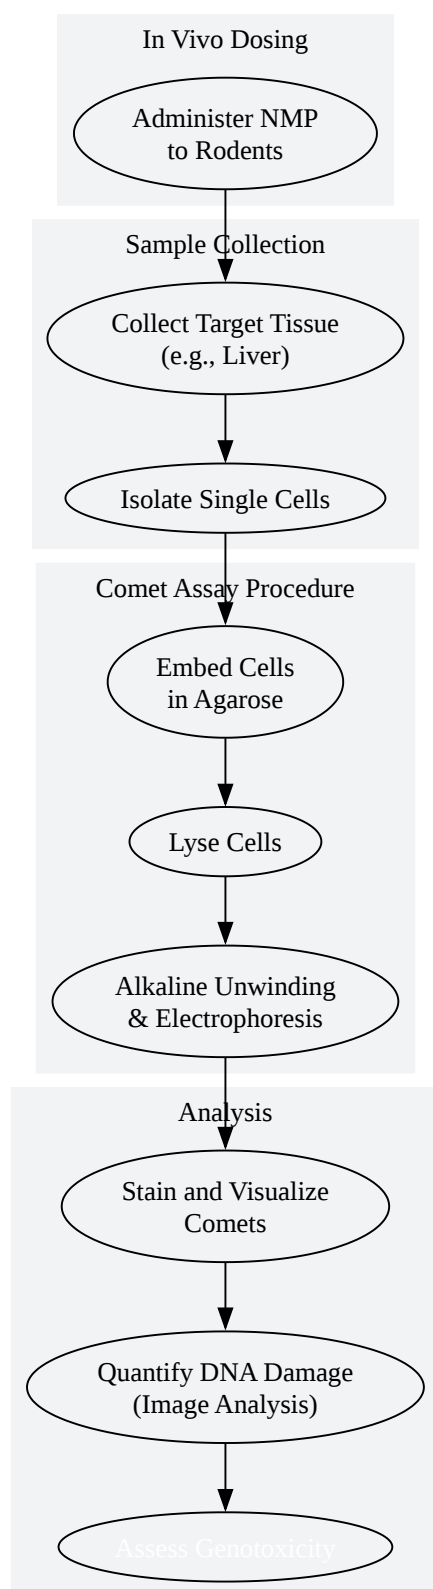 In Vivo Dosing
Administer NMP
to Rodents
Sample Collection
Collect Target Tissue
(e.g., Liver)
Isolate Single Cells
Comet Assay Procedure
Embed Cells
in Agarose
Lyse Cells
Alkaline Unwinding
& Electrophoresis
Analysis
Stain and Visualize
Comets
Quantify DNA Damage
(Image Analysis)
Assess Genotoxicity